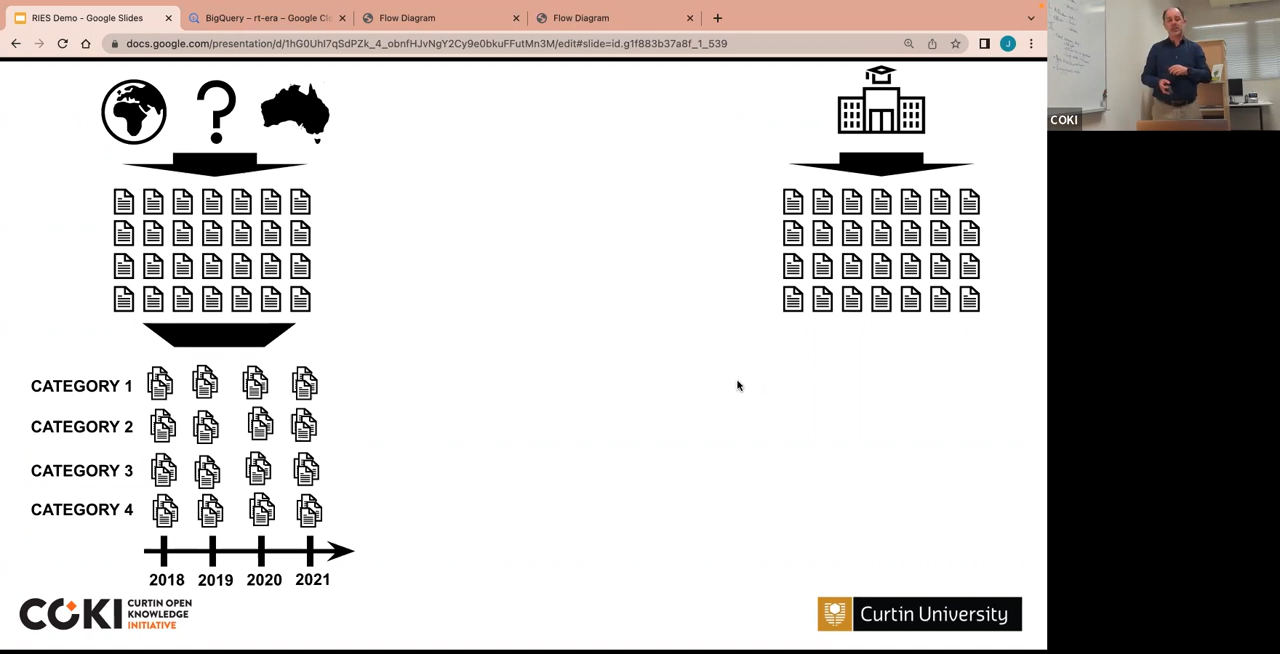 RIES Demo - Google Slides
BigQuery – rt-era – Google Clo
Flow Diagram
Flow Diagram
docs.google.com/presentation/d/1hG0UhI7qSdPZk_4_obnfHJvNgY2Cy9e0bkuFFutMn3M/edit#slide=id.g1f883b37a8f_1_539
J
COKI
?
CATEGORY 1
CATEGORY 2
CATEGORY 3
CATEGORY 4
2018 2019 2020 2021
COKI
CURTIN OPEN
KNOWLEDGE
INITIATIVE
Curtin University